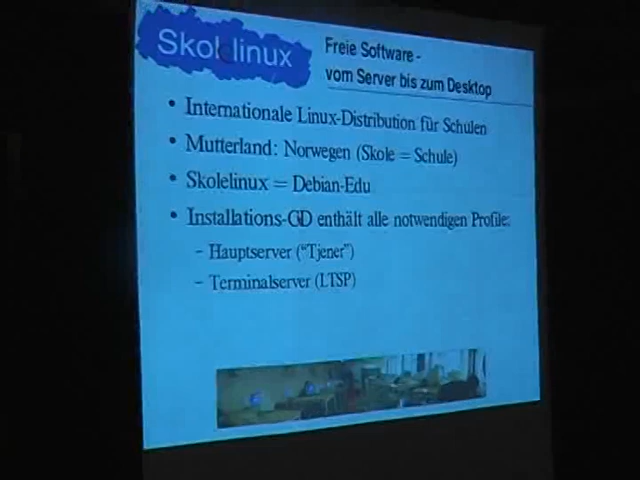 Skolelinux
Freie Software -
vom Server bis zum Desktop
• Internationale Linux-Distribution für Schulen
• Mutterland: Norwegen (Skole = Schule)
• Skolelinux = Debian-Edu
• Installations-CD enthält alle notwendigen Profile:
– Hauptserver (“Tjener”)
– Terminalserver (LTSP)